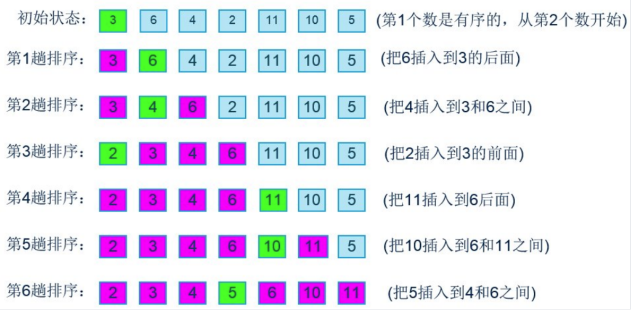 初始状态: 3 6 4 2 11 10 5 (第1个数是有序的，从第2个数开始)
第1趟排序: 3 6 4 2 11 10 5 (把6插入到3的后面)
第2趟排序: 3 4 6 2 11 10 5 (把4插入到3和6之间)
第3趟排序: 2 3 4 6 11 10 5 (把2插入到3的前面)
第4趟排序: 2 3 4 6 11 10 5 (把11插入到6后面)
第5趟排序: 2 3 4 6 10 11 5 (把10插入到6和11之间)
第6趟排序: 2 3 4 5 6 10 11 (把5插入到4和6之间)